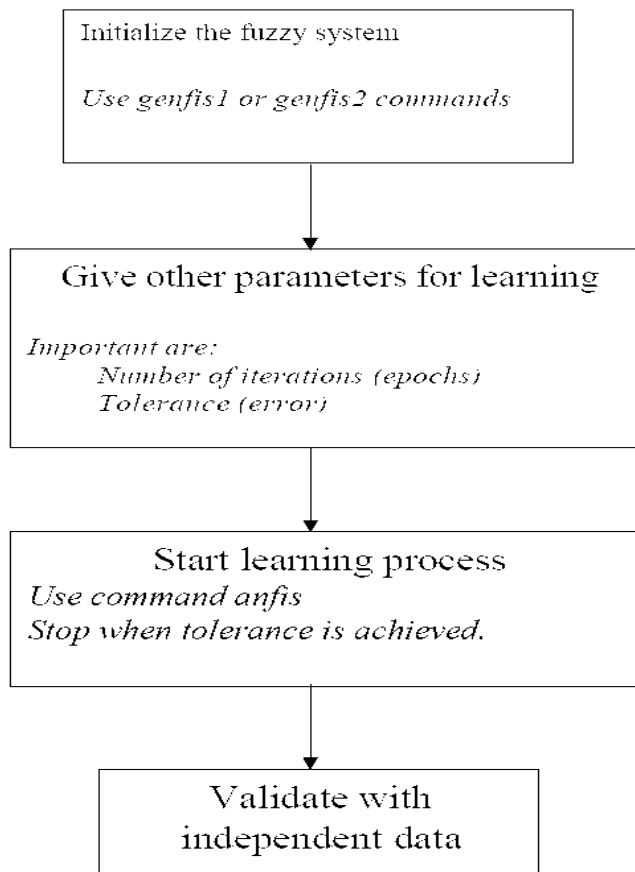 Initialize the fuzzy system
Use genfis1 or genfis2 commands
Give other parameters for learning
Important are:
Number of iterations (epochs)
Tolerance (error)
Start learning process
Use command anfis
Stop when tolerance is achieved.
Validate with
independent data